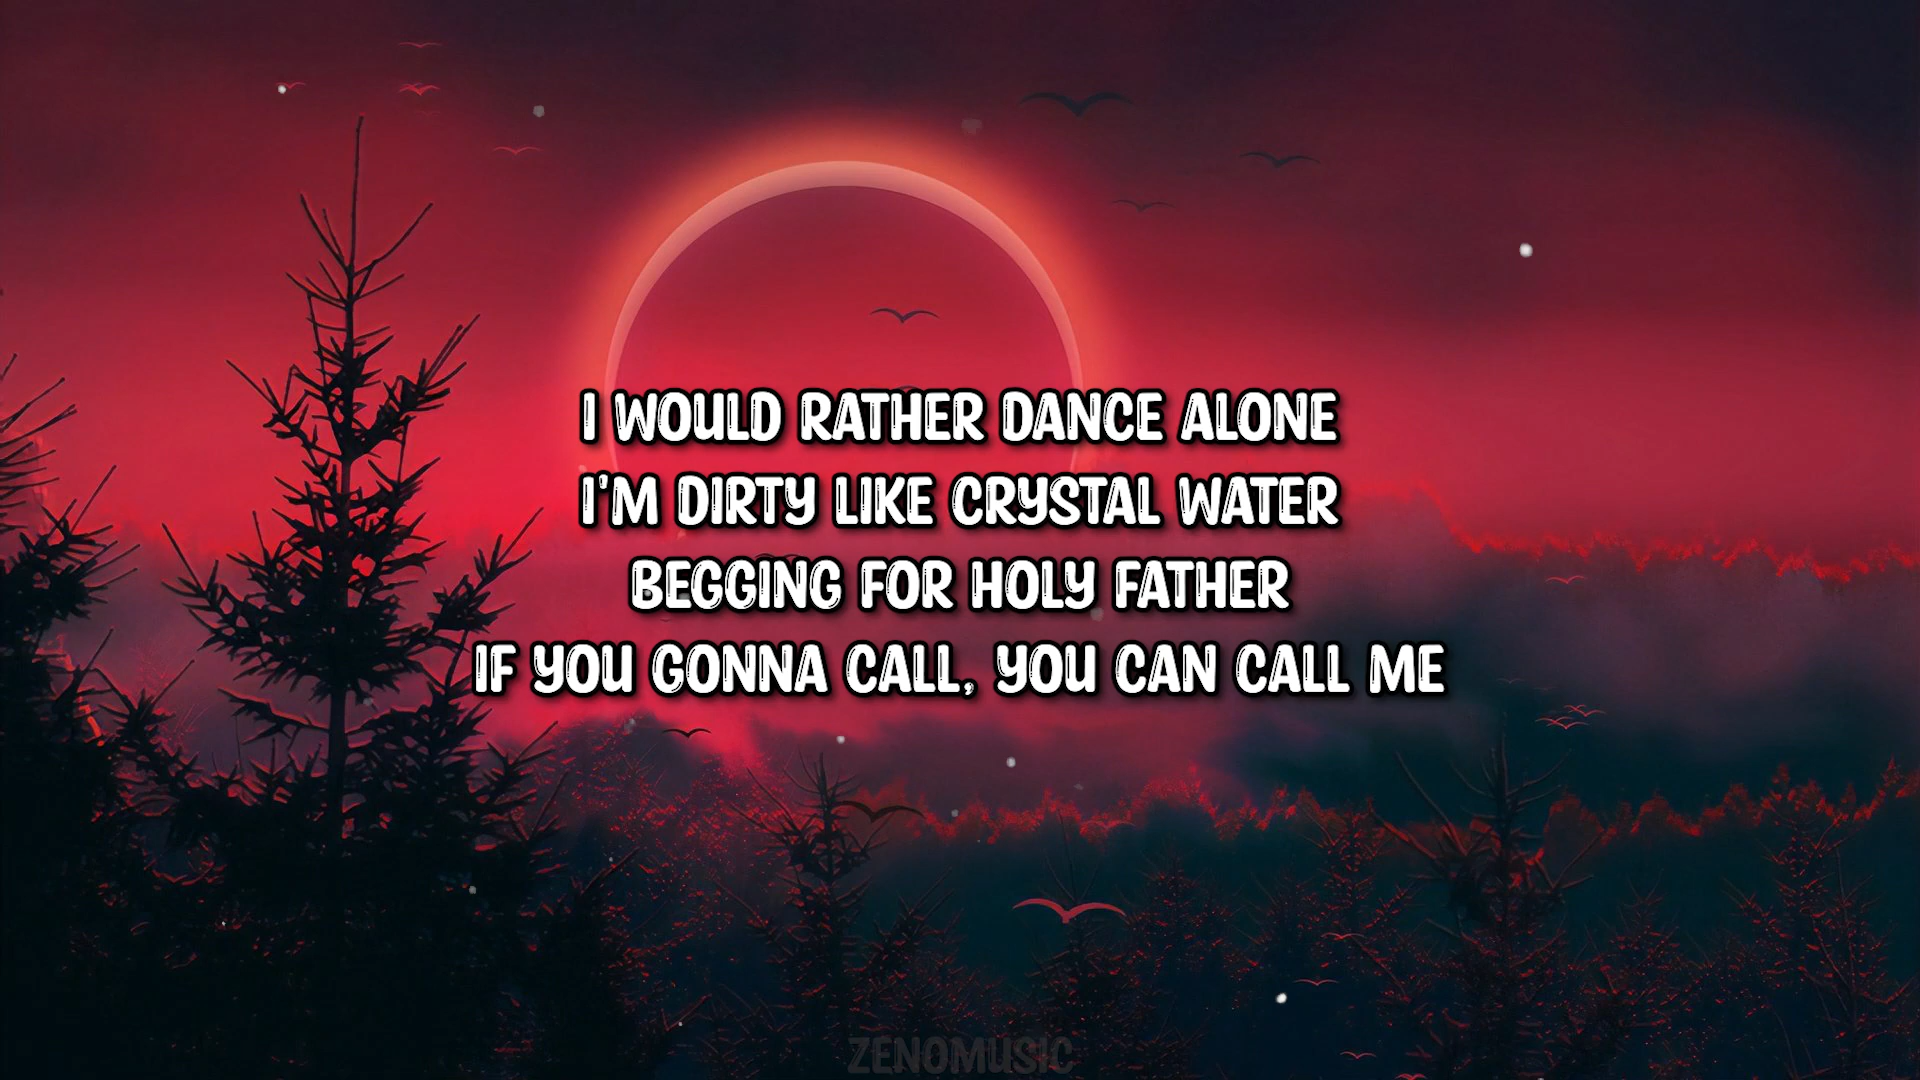 I WOULD RATHER DANCE ALONE
I'M DIRTY LIKE CRYSTAL WATER
BEGGING FOR HOLY FATHER
IF YOU GONNA CALL, YOU CAN CALL ME
ZENOMUSIC